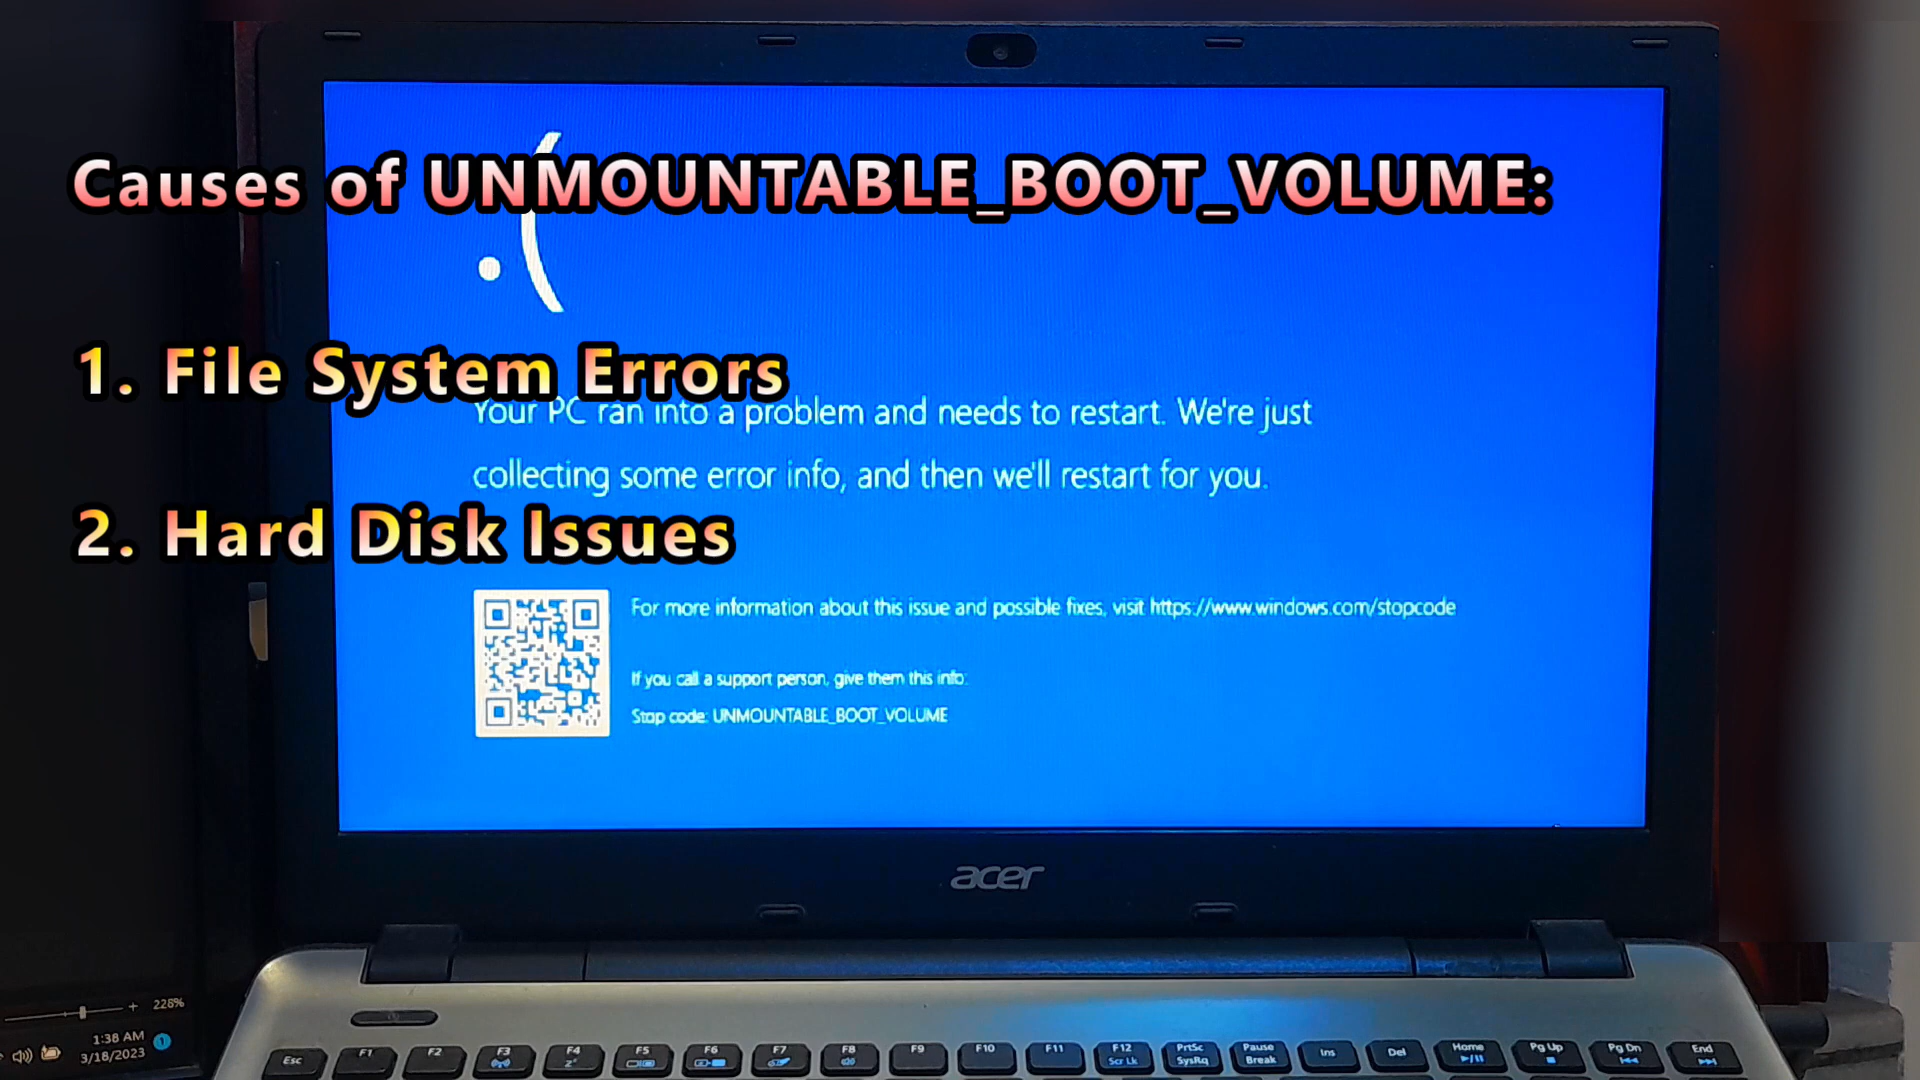 Causes of UNMOUNTABLE_BOOT_VOLUME:
:(
1. File System Errors
Your PC ran into a problem and needs to restart. We're just
collecting some error info, and then we'll restart for you.
2. Hard Disk Issues
For more information about this issue and possible fixes, visit https://www.windows.com/stopcode
If you call a support person, give them this info:
Stop code: UNMOUNTABLE_BOOT_VOLUME
acer
+ 228%
1:38 AM
3/18/2023
1
Esc F1 F2 F3 F4 F5 F6 F7 F8 F9 F10 F11 F12 PrtSc Pause Ins Del Home Pg Up Pg Dn End
Scr Lk SysRq Break